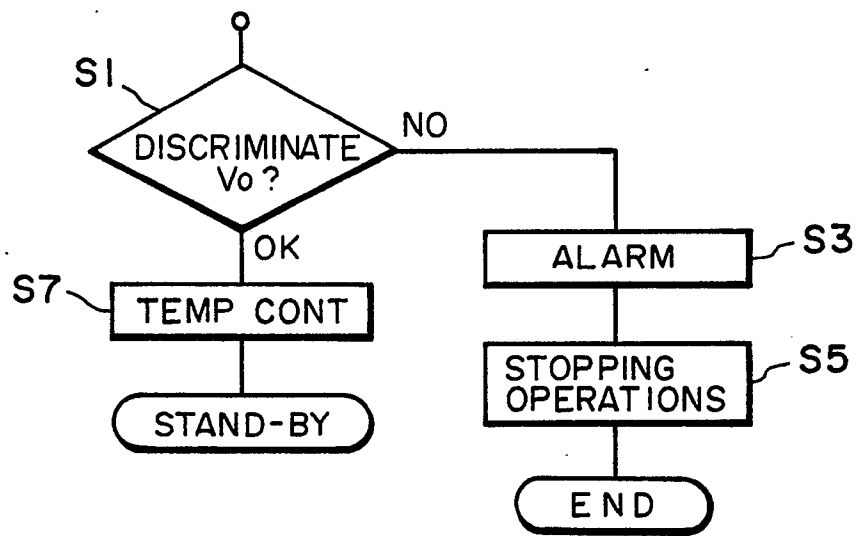 S1
DISCRIMINATE
Vo?
NO
OK
S7
TEMP CONT
STAND-BY
ALARM
S3
STOPPING
OPERATIONS
S5
END